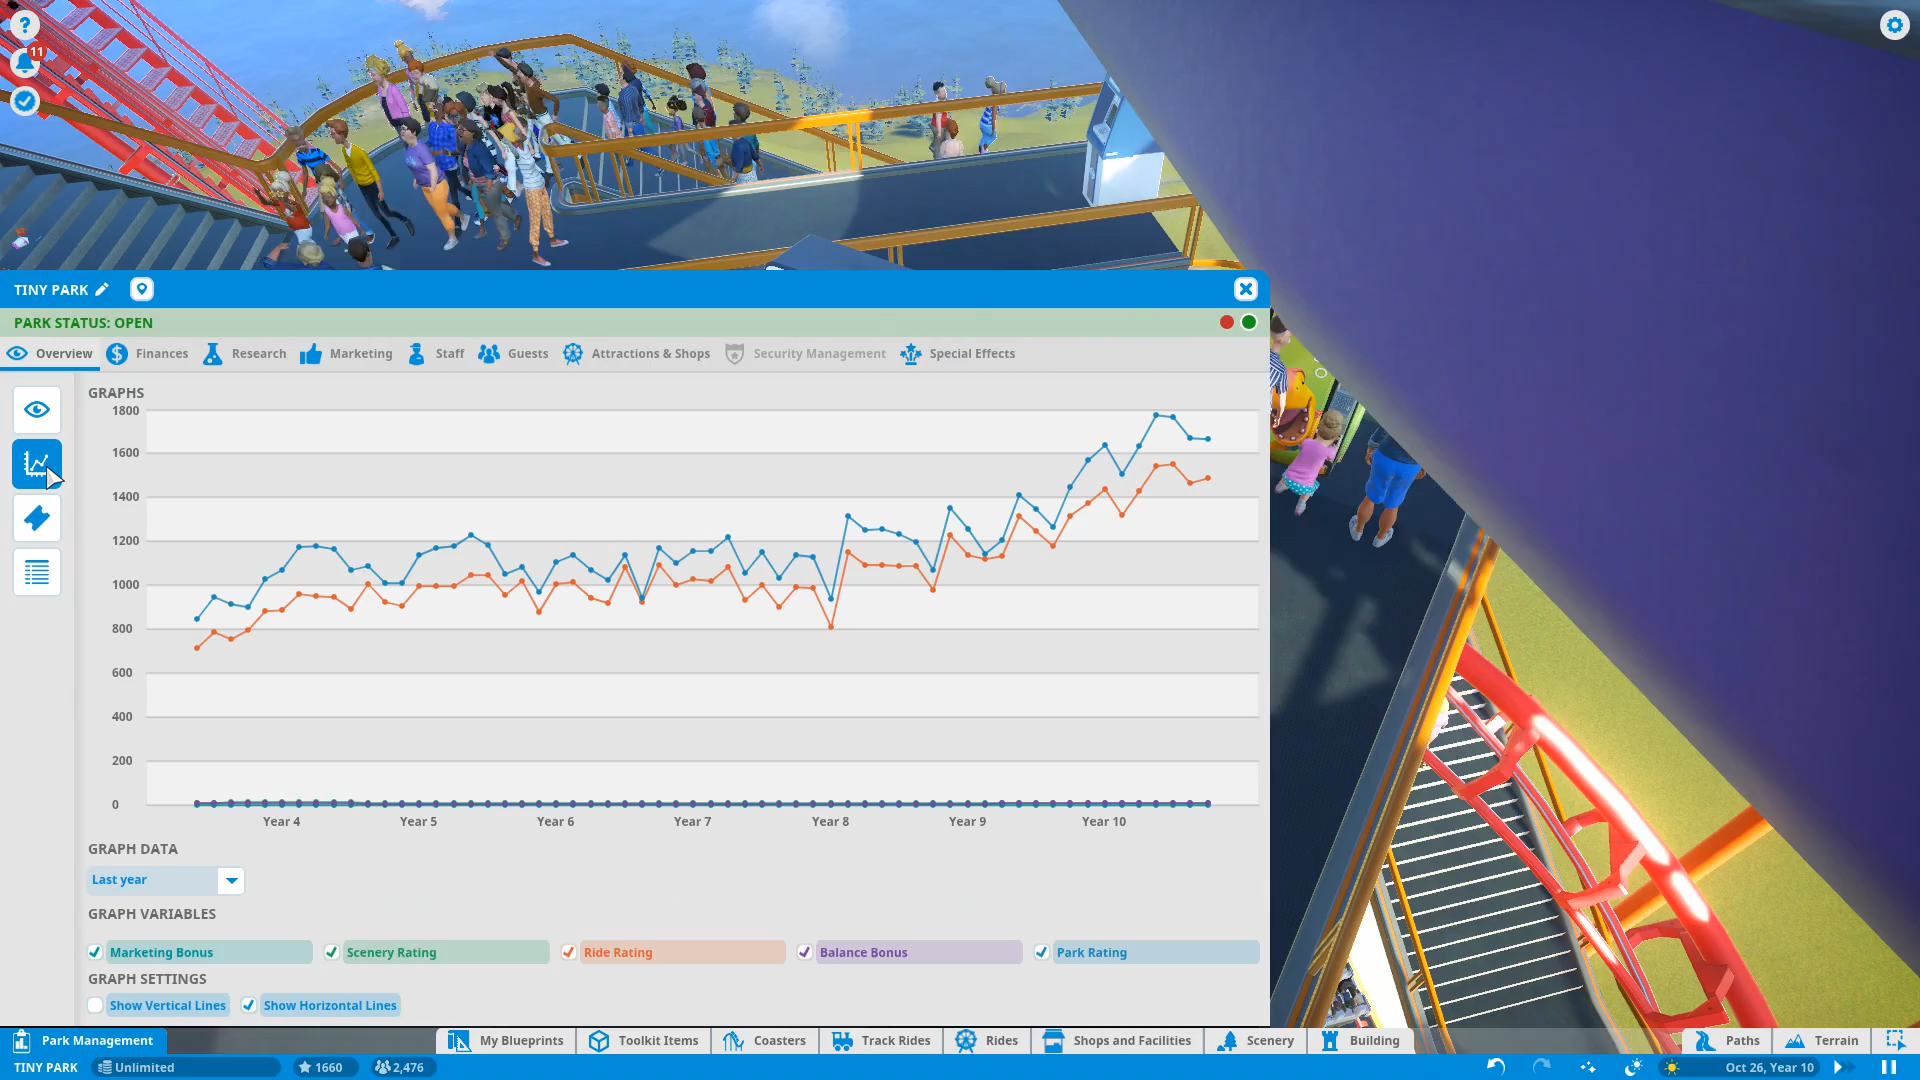 ?
11
TINY PARK
PARK STATUS: OPEN
Overview Finances Research Marketing Staff Guests Attractions & Shops Security Management Special Effects
GRAPHS
1800
1600
1400
1200
1000
800
600
400
200
0
Year 4 Year 5 Year 6 Year 7 Year 8 Year 9 Year 10
GRAPH DATA
Last year
GRAPH VARIABLES
Marketing Bonus Scenery Rating Ride Rating Balance Bonus Park Rating
GRAPH SETTINGS
Show Vertical Lines Show Horizontal Lines
Park Management My Blueprints Toolkit Items Coasters Track Rides Rides Shops and Facilities Scenery Building Paths Terrain
TINY PARK Unlimited 1660 2,476 Oct 26, Year 10